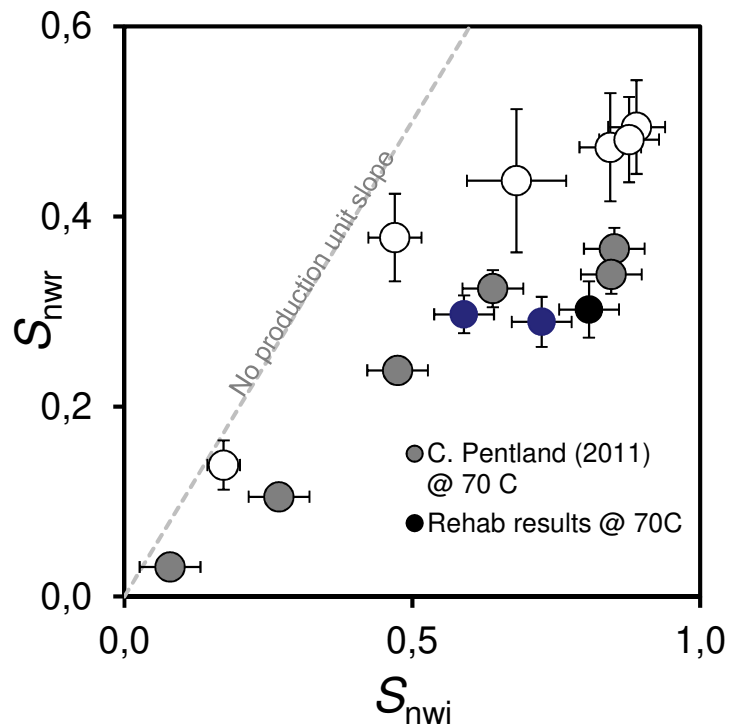 0,6
0,4
0,2
0,0
Snwr
No production unit slope
C. Pentland (2011)
@ 70 C
Rehab results @ 70C
0,0 0,5 1,0
Snwi